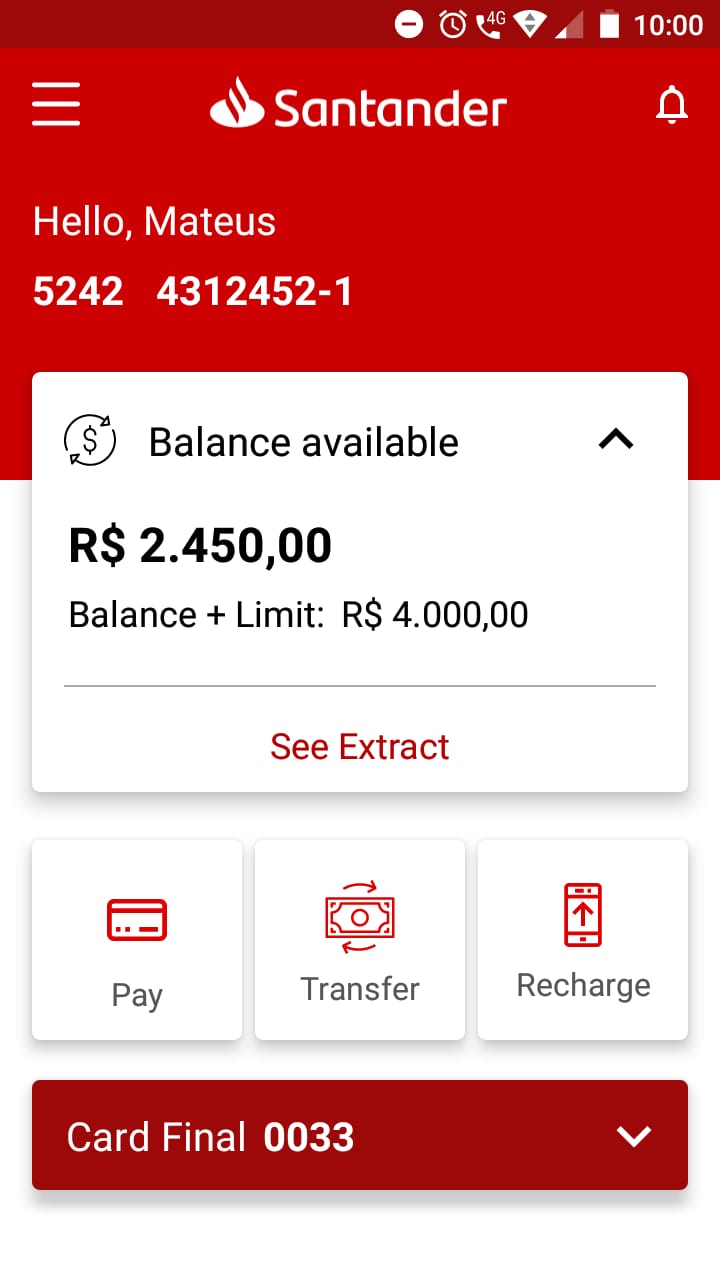 4G 10:00
Santander
Hello, Mateus
5242 4312452-1
$ Balance available
R$ 2.450,00
Balance + Limit: R$ 4.000,00
See Extract
Pay
Transfer
Recharge
Card Final 0033